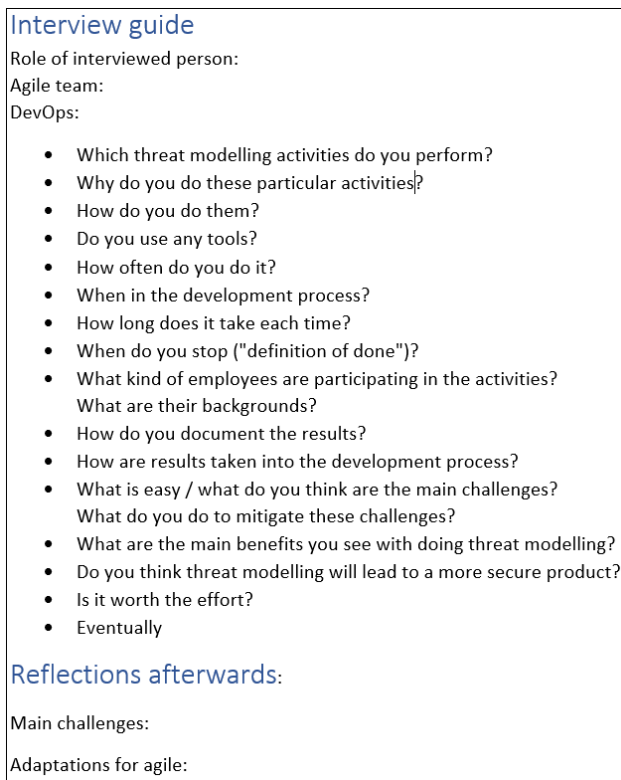 Interview guide
Role of interviewed person:
Agile team:
DevOps:
• Which threat modelling activities do you perform?
• Why do you do these particular activities?
• How do you do them?
• Do you use any tools?
• How often do you do it?
• When in the development process?
• How long does it take each time?
• When do you stop ("definition of done")?
• What kind of employees are participating in the activities?
What are their backgrounds?
• How do you document the results?
• How are results taken into the development process?
• What is easy / what do you think are the main challenges?
What do you do to mitigate these challenges?
• What are the main benefits you see with doing threat modelling?
• Do you think threat modelling will lead to a more secure product?
• Is it worth the effort?
• Eventually
Reflections afterwards:
Main challenges:
Adaptations for agile: